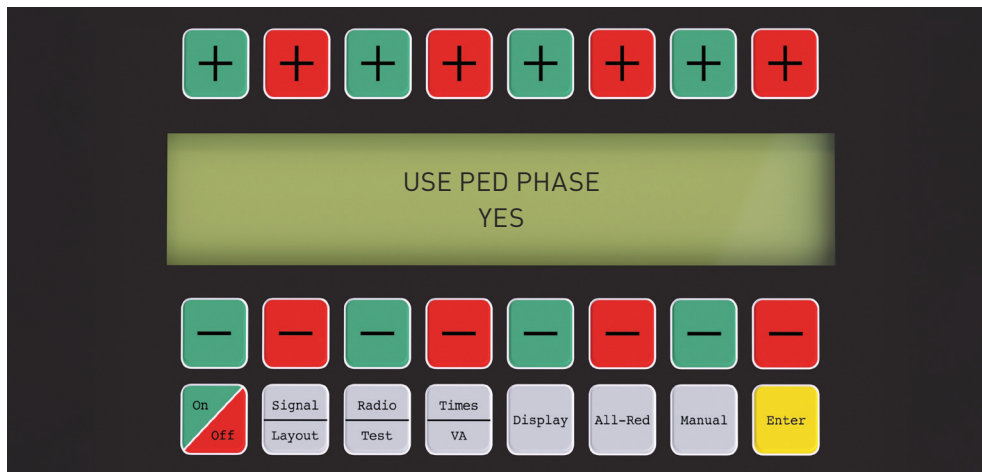 + + + + + + + +
USE PED PHASE
YES
— — — — — — — —
On Off
Signal Layout
Radio Test
Times VA
Display
All-Red
Manual
Enter